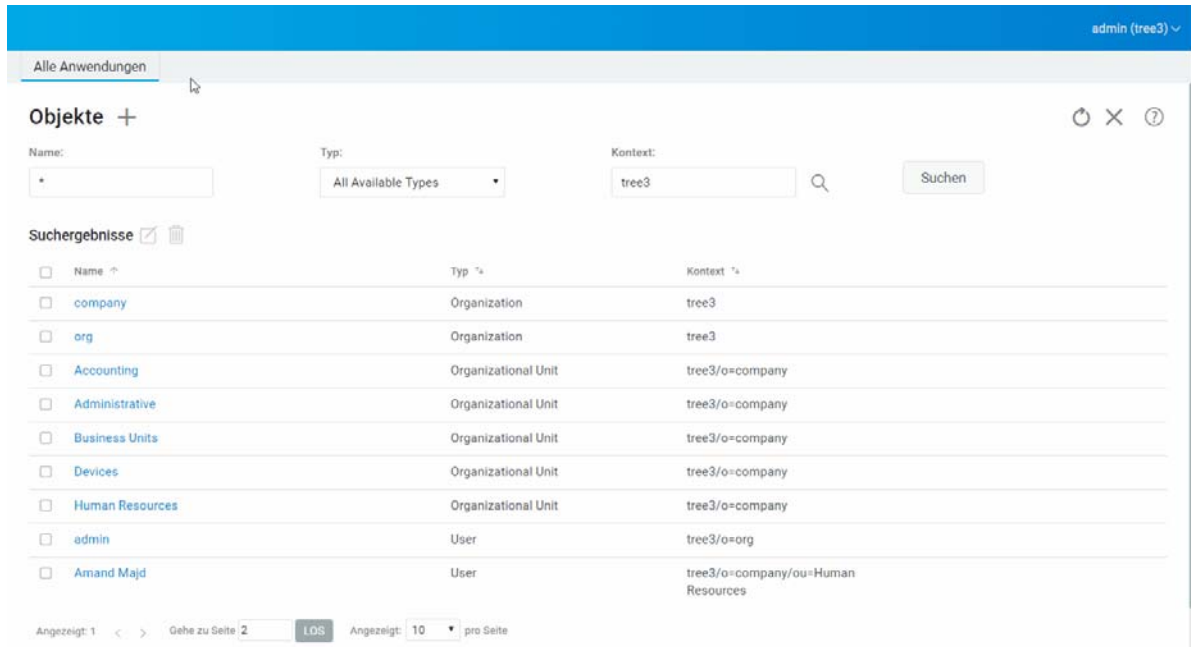 admin (tree3)
Alle Anwendungen
Objekte
Name: Typ: Kontext:
* All Available Types tree3 Suchen
Suchergebnisse
Name Typ Kontext
company Organization tree3
org Organization tree3
Accounting Organizational Unit tree3/o=company
Administrative Organizational Unit tree3/o=company
Business Units Organizational Unit tree3/o=company
Devices Organizational Unit tree3/o=company
Human Resources Organizational Unit tree3/o=company
admin User tree3/o=org
Amand Majd User tree3/o=company/ou=Human
Resources
Angezeigt: 1 < > Gehe zu Seite 2 LOS Angezeigt: 10 pro Seite